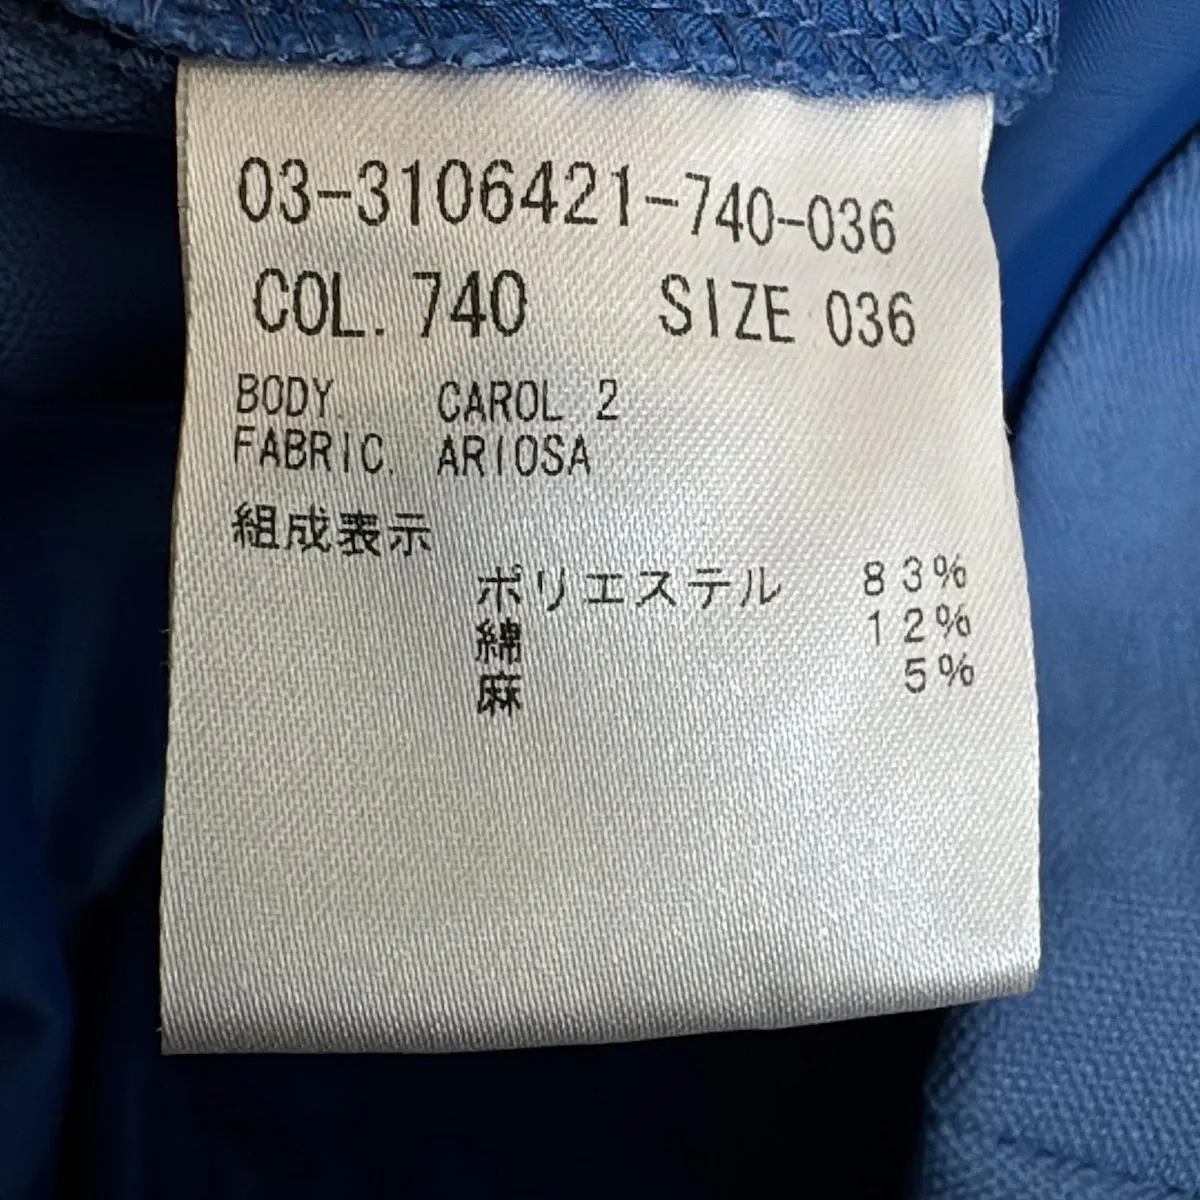 03-3106421-740-036
COL. 740 SIZE 036
BODY. CAROL 2
FABRIC. ARIOSA
組成表示
ポリエステル 83%
綿 12%
麻 5%